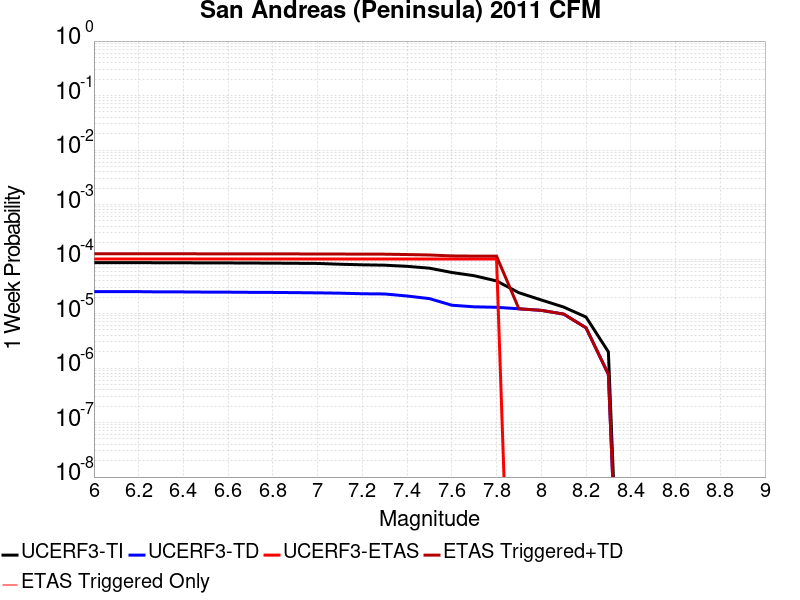 San Andreas (Peninsula) 2011 CFM
10^0
10^-1
10^-2
10^-3
10^-4
10^-5
10^-6
10^-7
10^-8
1 Week Probability
6 6.2 6.4 6.6 6.8 7 7.2 7.4 7.6 7.8 8 8.2 8.4 8.6 8.8 9
Magnitude
UCERF3-TI UCERF3-TD UCERF3-ETAS ETAS Triggered+TD
ETAS Triggered Only